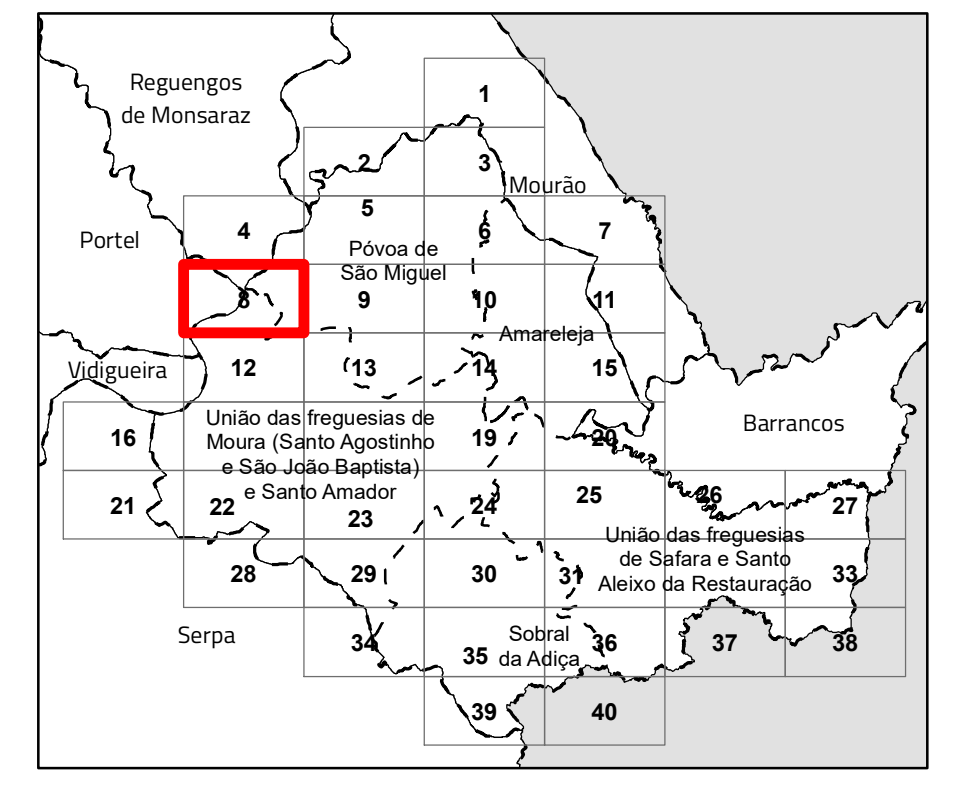 Reguengos
de Monsaraz
1
2
3
Mourão
4
5
6
7
Portel
Póvoa de
São Miguel
8
9
10
11
Amareleja
Vidigueira
12
13
14
15
União das freguesias de
Moura (Santo Agostinho
e São João Baptista)
e Santo Amador
Barrancos
16
19
20
21
22
23
24
25
26
27
União das freguesias
de Safara e Santo
Aleixo da Restauração
28
29
30
31
33
Serpa
34
35
Sobral
da Adiça
36
37
38
39
40